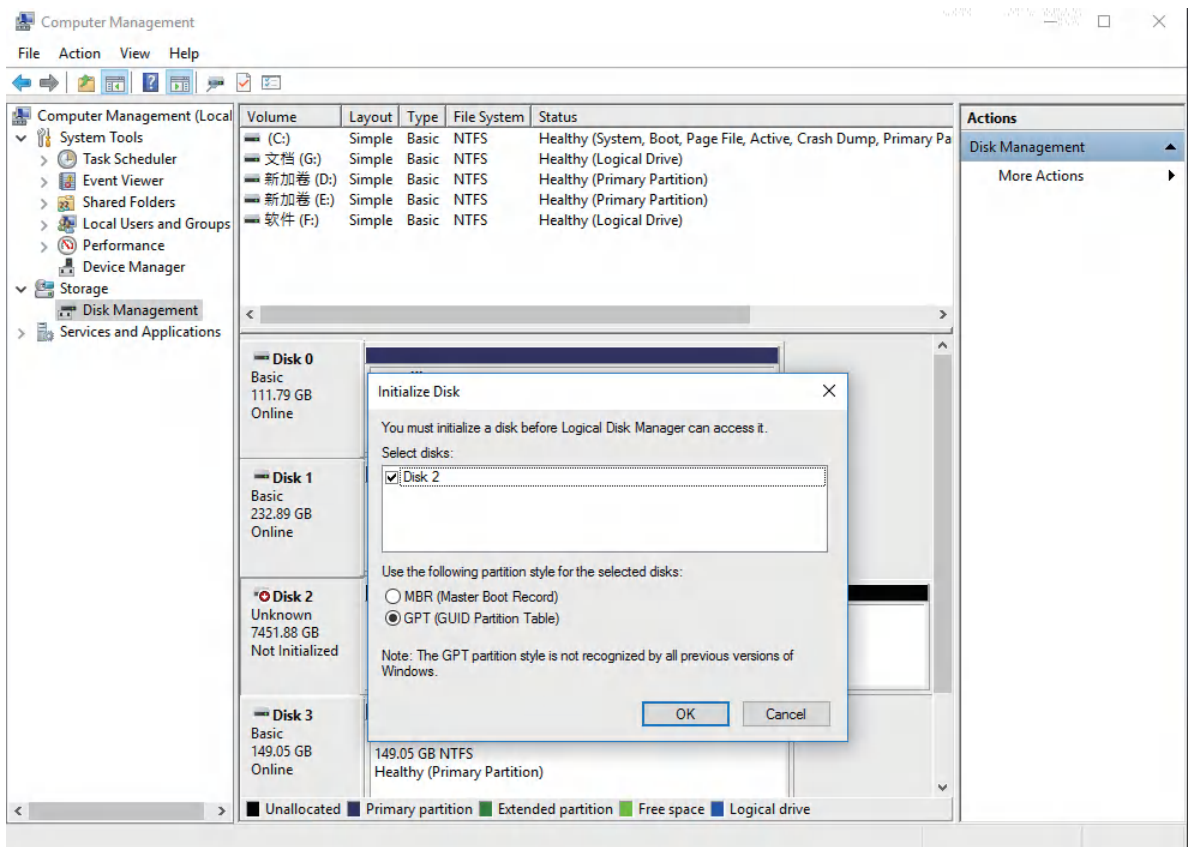 Computer Management
File Action View Help
Computer Management (Local
System Tools
Task Scheduler
Event Viewer
Shared Folders
Local Users and Groups
Performance
Device Manager
Storage
Disk Management
Services and Applications
Volume Layout Type File System Status
(C:) Simple Basic NTFS Healthy (System, Boot, Page File, Active, Crash Dump, Primary Pa
文档 (G:) Simple Basic NTFS Healthy (Logical Drive)
新加卷 (D:) Simple Basic NTFS Healthy (Primary Partition)
新加卷 (E:) Simple Basic NTFS Healthy (Primary Partition)
软件 (F:) Simple Basic NTFS Healthy (Logical Drive)
Disk 0
Basic
111.79 GB
Online
Disk 1
Basic
232.89 GB
Online
Disk 2
Unknown
7451.88 GB
Not Initialized
Disk 3
Basic
149.05 GB
Online
149.05 GB NTFS
Healthy (Primary Partition)
Initialize Disk
You must initialize a disk before Logical Disk Manager can access it.
Select disks:
Disk 2
Use the following partition style for the selected disks:
MBR (Master Boot Record)
GPT (GUID Partition Table)
Note: The GPT partition style is not recognized by all previous versions of
Windows.
OK Cancel
Unallocated Primary partition Extended partition Free space Logical drive
Actions
Disk Management
More Actions